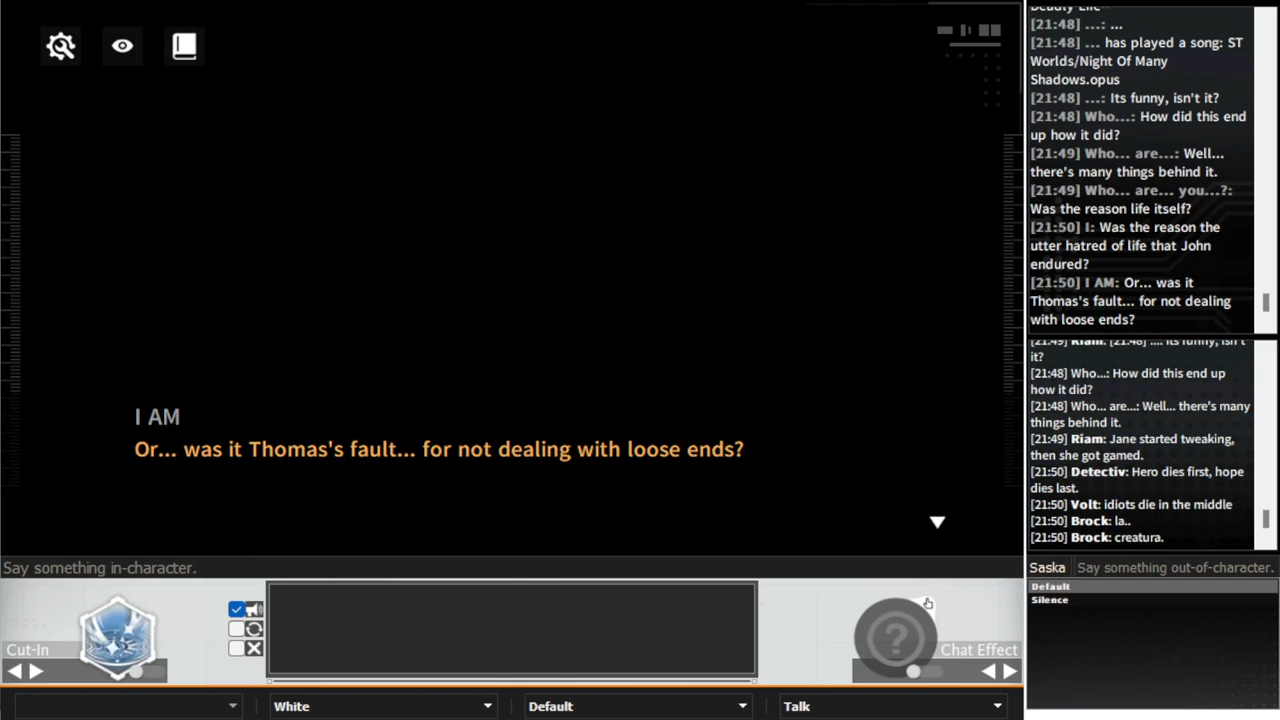 I AM
Or... was it Thomas's fault... for not dealing with loose ends?
Say something in-character.
Cut-In
Chat Effect
White
Default
Talk
[21:48] ...: ...
[21:48] ... has played a song: ST
Worlds/Night Of Many
Shadows.opus
[21:48] ...: Its funny, isn't it?
[21:48] Who...: How did this end
up how it did?
[21:49] Who... are...: Well...
there's many things behind it.
[21:49] Who... are... you...?:
Was the reason life itself?
[21:50] I: Was the reason the
utter hatred of life that John
endured?
[21:50] I AM: Or... was it
Thomas's fault... for not dealing
with loose ends?
[21:49] Riam: [21:48] ...: Its funny, isn't
it?
[21:48] Who...: How did this end up
how it did?
[21:48] Who... are...: Well... there's many
things behind it.
[21:49] Riam: Jane started tweaking,
then she got gamed.
[21:50] Detectiv: Hero dies first, hope
dies last.
[21:50] Volt: idiots die in the middle
[21:50] Brock: la..
[21:50] Brock: creatura.
Saska
Say something out-of-character.
Default
Silence